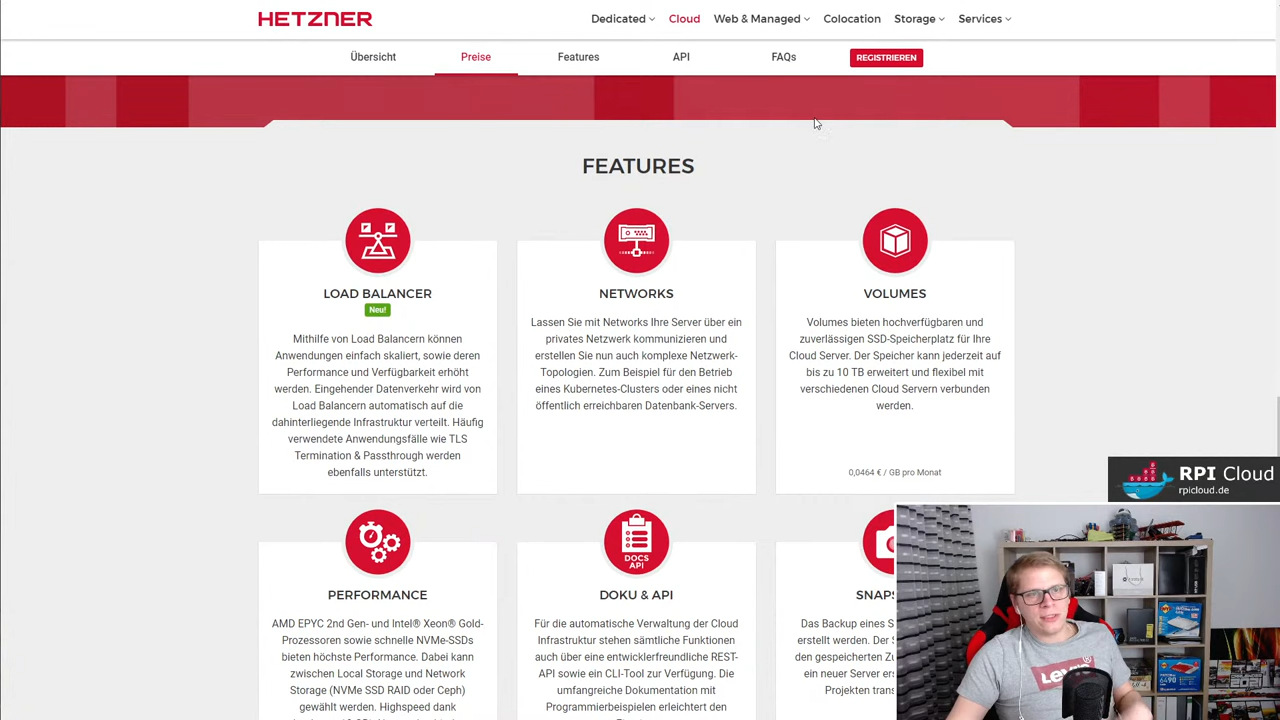 HETZNER
Dedicated Cloud Web & Managed Colocation Storage Services
Übersicht Preise Features API FAQs REGISTRIEREN
FEATURES
LOAD BALANCER
Neu!
Mithilfe von Load Balancern können
Anwendungen einfach skaliert, sowie deren
Performance und Verfügbarkeit erhöht
werden. Eingehender Datenverkehr wird von
Load Balancern automatisch auf die
dahinterliegende Infrastruktur verteilt. Häufig
verwendete Anwendungsfälle wie TLS
Termination & Passthrough werden
ebenfalls unterstützt.
NETWORKS
Lassen Sie mit Networks Ihre Server über ein
privates Netzwerk kommunizieren und
erstellen Sie nun auch komplexe Netzwerk-
Topologien. Zum Beispiel für den Betrieb
eines Kubernetes-Clusters oder eines nicht
öffentlich erreichbaren Datenbank-Servers.
VOLUMES
Volumes bieten hochverfügbaren und
zuverlässigen SSD-Speicherplatz für Ihre
Cloud Server. Der Speicher kann jederzeit auf
bis zu 10 TB erweitert und flexibel mit
verschiedenen Cloud Servern verbunden
werden.
0,0464 € / GB pro Monat
RPI Cloud
rpicloud.de
PERFORMANCE
AMD EPYC 2nd Gen- und Intel® Xeon® Gold-
Prozessoren sowie schnelle NVMe-SSDs
bieten höchste Performance. Dabei kann
zwischen Local Storage und Network
Storage (NVMe SSD RAID oder Ceph)
gewählt werden. Highspeed dank
DOCS
API
DOKU & API
Für die automatische Verwaltung der Cloud
Infrastruktur stehen sämtliche Funktionen
auch über eine entwicklerfreundliche REST-
API sowie ein CLI-Tool zur Verfügung. Die
umfangreiche Dokumentation mit
Programmierbeispielen erleichtert den
SNAPS
Das Backup eines S
erstellt werden. Der S
den gespeicherten Zu
ein neuer Server ers
Projekten trans